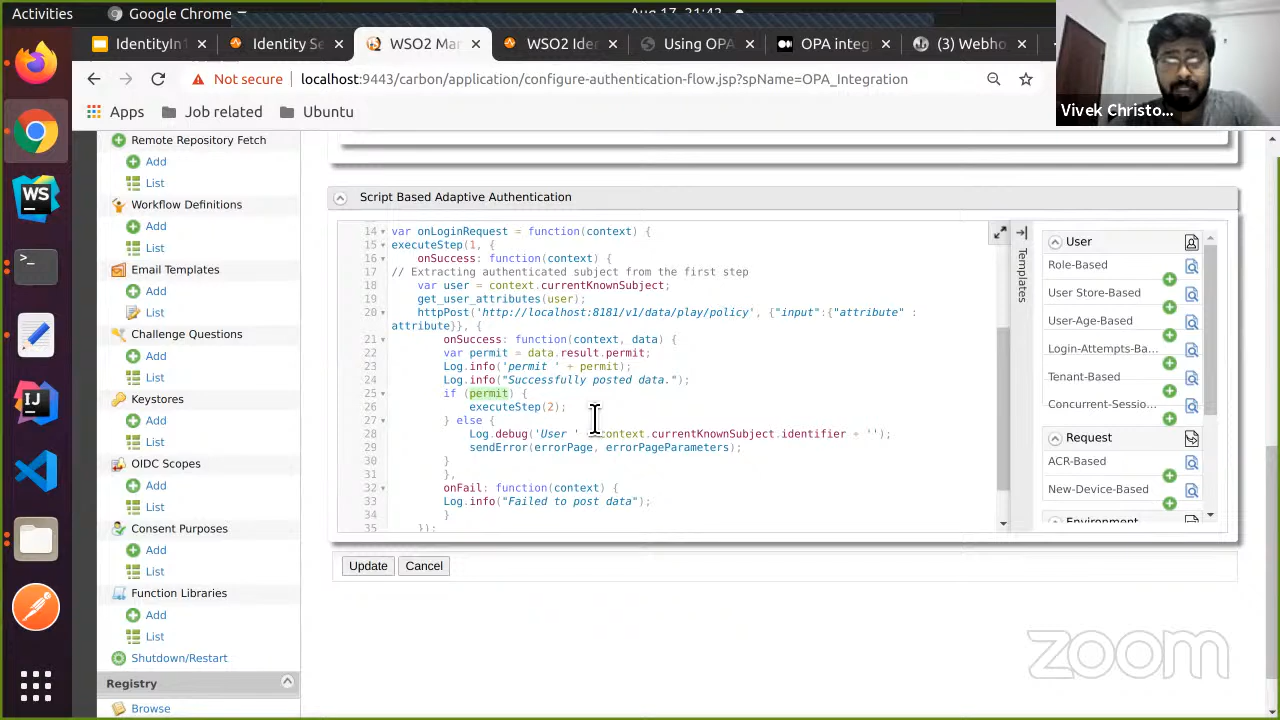 Activities
Google Chrome
Aug 17, 21:42
IdentityIn1
Identity Se
WSO2 Mar
WSO2 Iden
Using OPA
OPA integ
(3) Webho
Not secure
localhost:9443/carbon/application/configure-authentication-flow.jsp?spName=OPA_Integration
Apps
Job related
Ubuntu
Vivek Christo...
Remote Repository Fetch
Add
List
Workflow Definitions
Add
List
Email Templates
Add
List
Challenge Questions
Add
List
Keystores
Add
List
OIDC Scopes
Add
List
Consent Purposes
Add
List
Function Libraries
Add
List
Shutdown/Restart
Registry
Browse
Script Based Adaptive Authentication
14 var onLoginRequest = function(context) {
15 executeStep(1, {
16 onSuccess: function(context) {
17 // Extracting authenticated subject from the first step
18 var user = context.currentKnownSubject;
19 get_user_attributes(user);
20 httpPost('http://localhost:8181/v1/data/play/policy', {"input":{"attribute" :
attribute}}, {
21 onSuccess: function(context, data) {
22 var permit = data.result.permit;
23 Log.info('permit ' + permit);
24 Log.info("Successfully posted data.");
25 if (permit) {
26 executeStep(2);
27 } else {
28 Log.debug('User ' + context.currentKnownSubject.identifier + '');
29 sendError(errorPage, errorPageParameters);
30 }
31 },
32 onFail: function(context) {
33 Log.info("Failed to post data");
34 }
35 });
Templates
User
Role-Based
User Store-Based
User-Age-Based
Login-Attempts-Ba...
Tenant-Based
Concurrent-Sessio...
Request
ACR-Based
New-Device-Based
Environment
Update
Cancel
WS
IJ
zoom